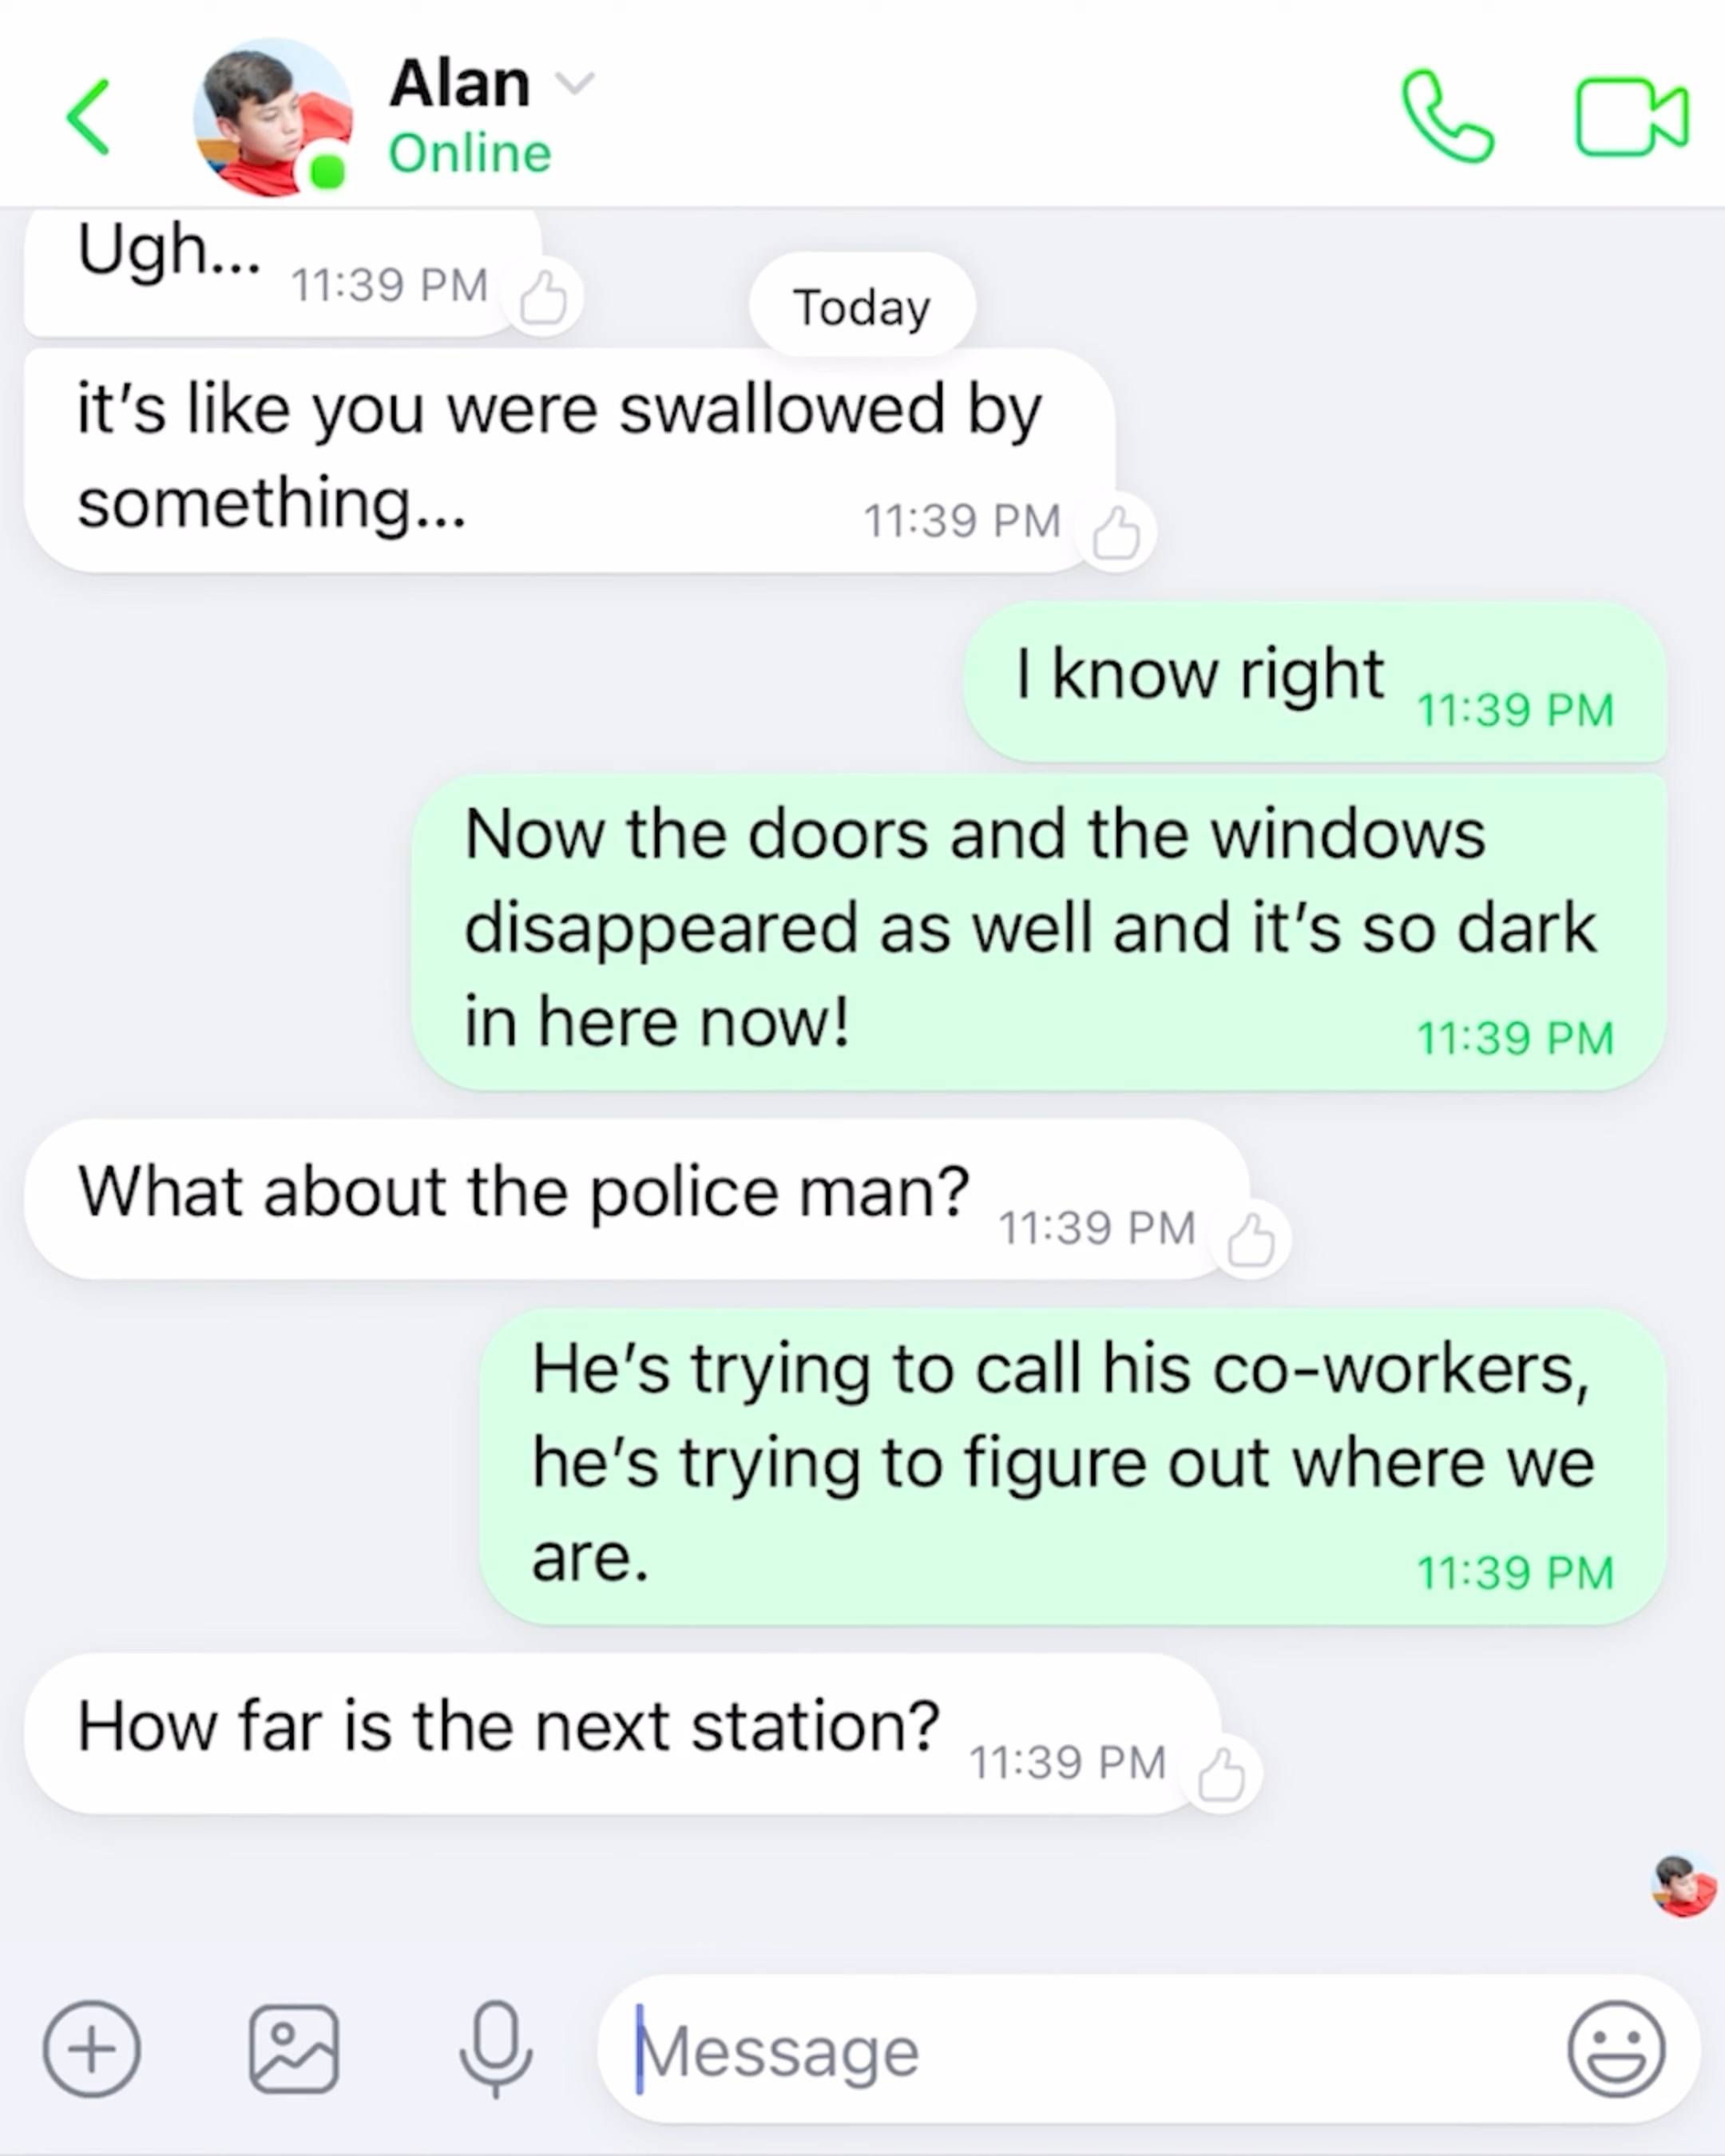 Alan
Online
Ugh...
11:39 PM
Today
it’s like you were swallowed by
something...
11:39 PM
I know right
11:39 PM
Now the doors and the windows
disappeared as well and it’s so dark
in here now!
11:39 PM
What about the police man?
11:39 PM
He’s trying to call his co-workers,
he’s trying to figure out where we
are.
11:39 PM
How far is the next station?
11:39 PM
Message